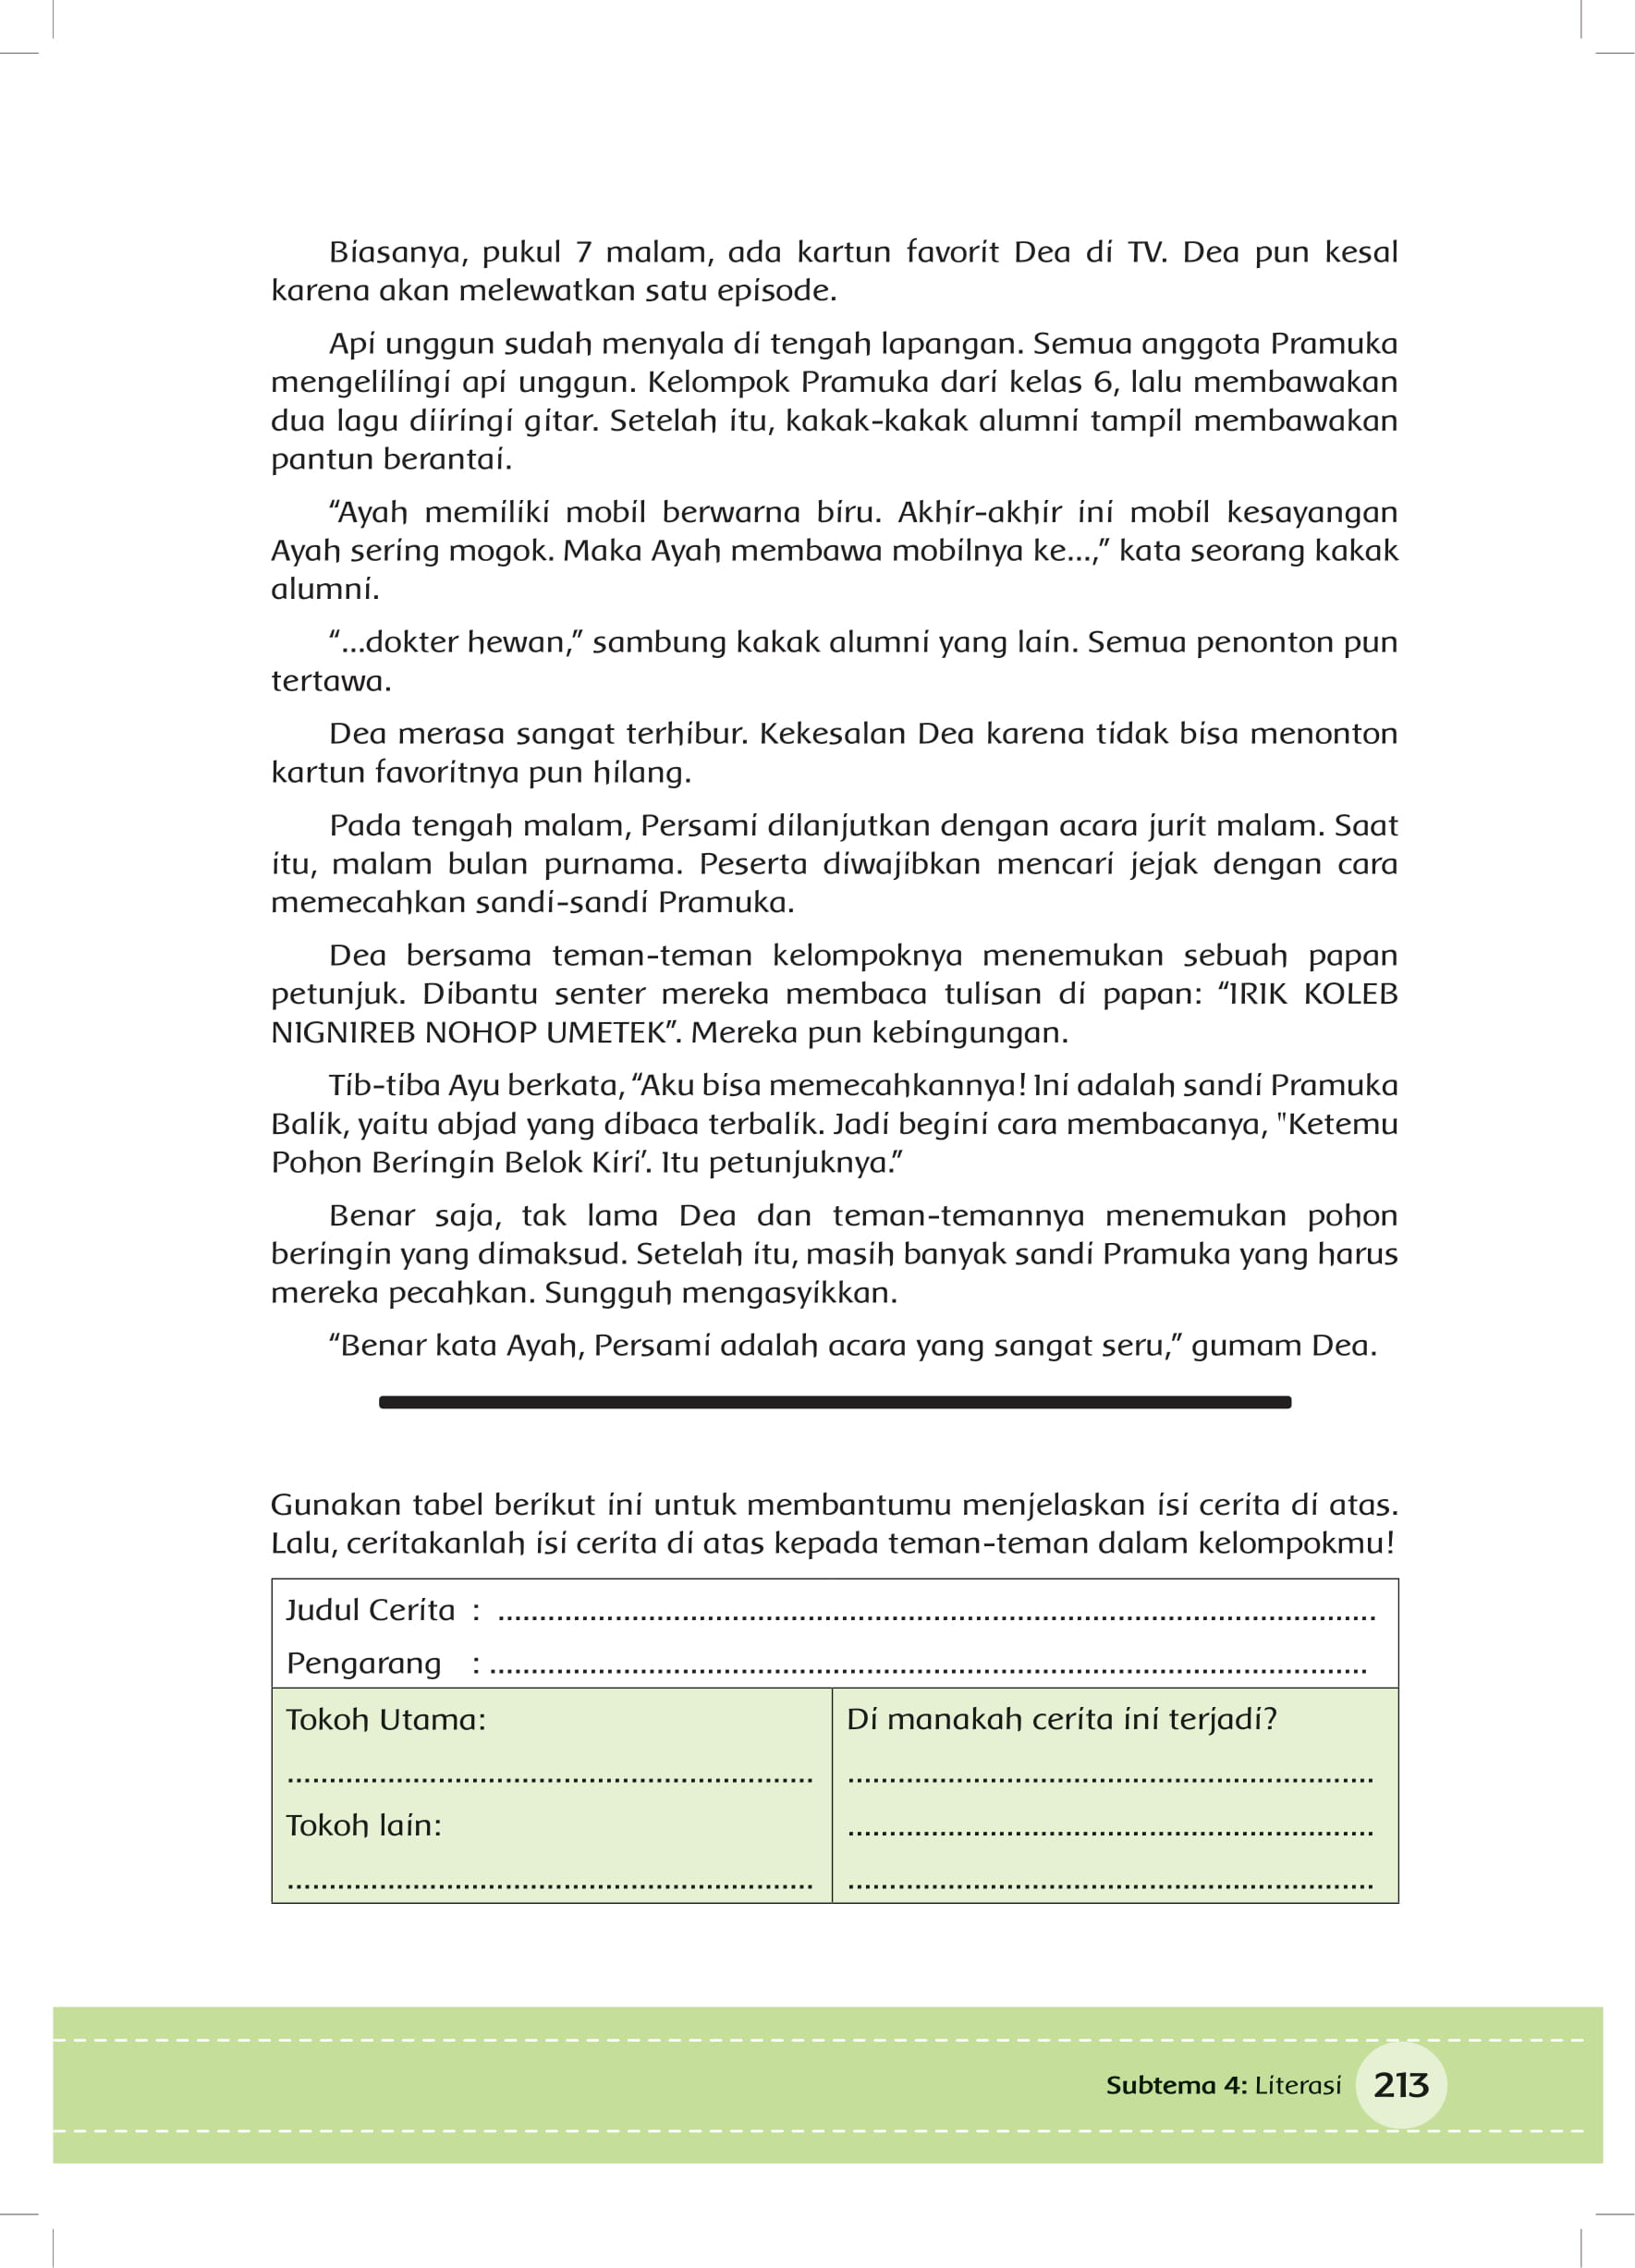 Biasanya, pukul 7 malam, ada kartun favorit Dea di TV. Dea pun kesal
karena akan melewatkan satu episode.
Api unggun sudah menyala di tengah lapangan. Semua anggota Pramuka
mengelilingi api unggun. Kelompok Pramuka dari kelas 6, lalu membawakan
dua lagu diiringi gitar. Setelah itu, kakak-kakak alumni tampil membawakan
pantun berantai.
“Ayah memiliki mobil berwarna biru. Akhir-akhir ini mobil kesayangan
Ayah sering mogok. Maka Ayah membawa mobilnya ke...,” kata seorang kakak
alumni.
“...dokter hewan,” sambung kakak alumni yang lain. Semua penonton pun
tertawa.
Dea merasa sangat terhibur. Kekesalan Dea karena tidak bisa menonton
kartun favoritnya pun hilang.
Pada tengah malam, Persami dilanjutkan dengan acara jurit malam. Saat
itu, malam bulan purnama. Peserta diwajibkan mencari jejak dengan cara
memecahkan sandi-sandi Pramuka.
Dea bersama teman-teman kelompoknya menemukan sebuah papan
petunjuk. Dibantu senter mereka membaca tulisan di papan: “IRIK KOLEB
NIGNIREB NOHOP UMETEK”. Mereka pun kebingungan.
Tib-tiba Ayu berkata, “Aku bisa memecahkannya! Ini adalah sandi Pramuka
Balik, yaitu abjad yang dibaca terbalik. Jadi begini cara membacanya, "Ketemu
Pohon Beringin Belok Kiri’. Itu petunjuknya.”
Benar saja, tak lama Dea dan teman-temannya menemukan pohon
beringin yang dimaksud. Setelah itu, masih banyak sandi Pramuka yang harus
mereka pecahkan. Sungguh mengasyikkan.
“Benar kata Ayah, Persami adalah acara yang sangat seru,” gumam Dea.
Gunakan tabel berikut ini untuk membantumu menjelaskan isi cerita di atas.
Lalu, ceritakanlah isi cerita di atas kepada teman-teman dalam kelompokmu!
Judul Cerita : ..........................................................................................................
Pengarang : ..........................................................................................................
Tokoh Utama:
...............................................................
Tokoh lain:
...............................................................
Di manakah cerita ini terjadi?
...............................................................
...............................................................
...............................................................
Subtema 4: Literasi 213